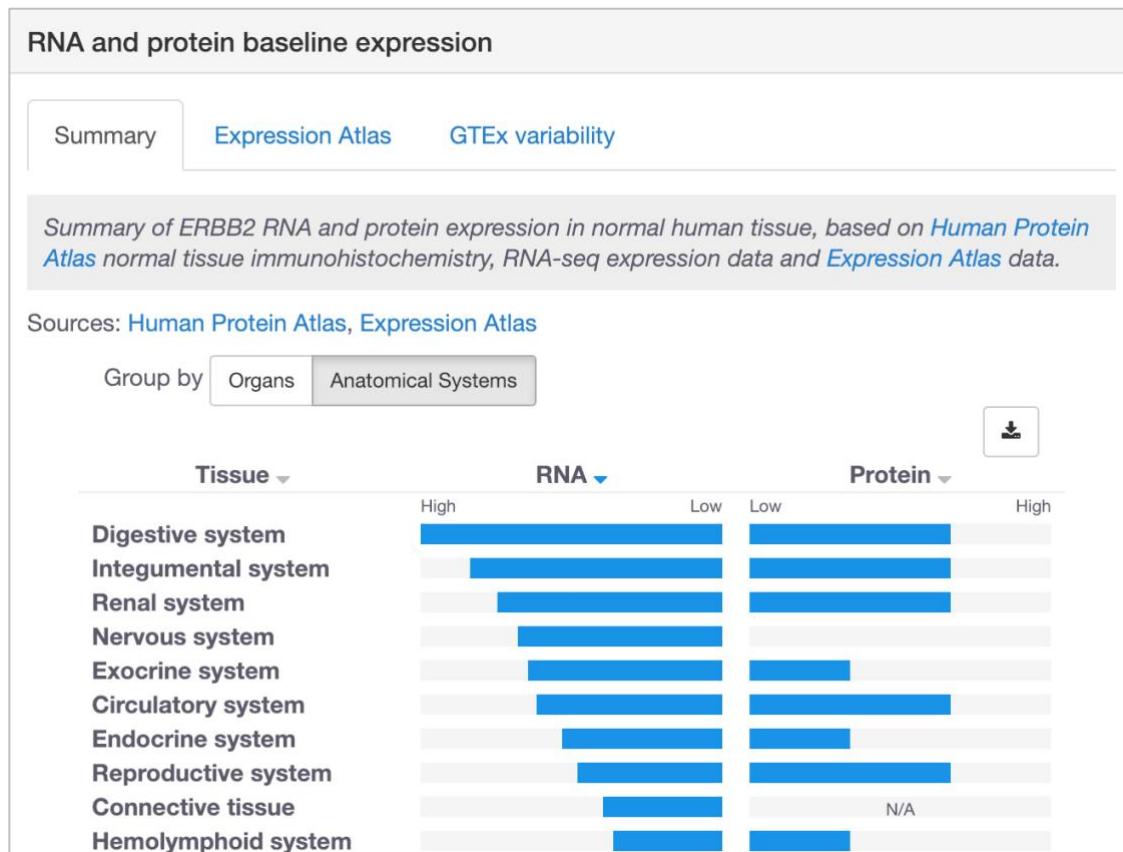 RNA and protein baseline expression
Summary Expression Atlas GTEx variability
Summary of ERBB2 RNA and protein expression in normal human tissue, based on Human Protein
Atlas normal tissue immunohistochemistry, RNA-seq expression data and Expression Atlas data.
Sources: Human Protein Atlas, Expression Atlas
Group by Organs Anatomical Systems
Tissue RNA Protein
High Low Low High
Digestive system
Integumental system
Renal system
Nervous system
Exocrine system
Circulatory system
Endocrine system
Reproductive system
Connective tissue N/A
Hemolymphoid system